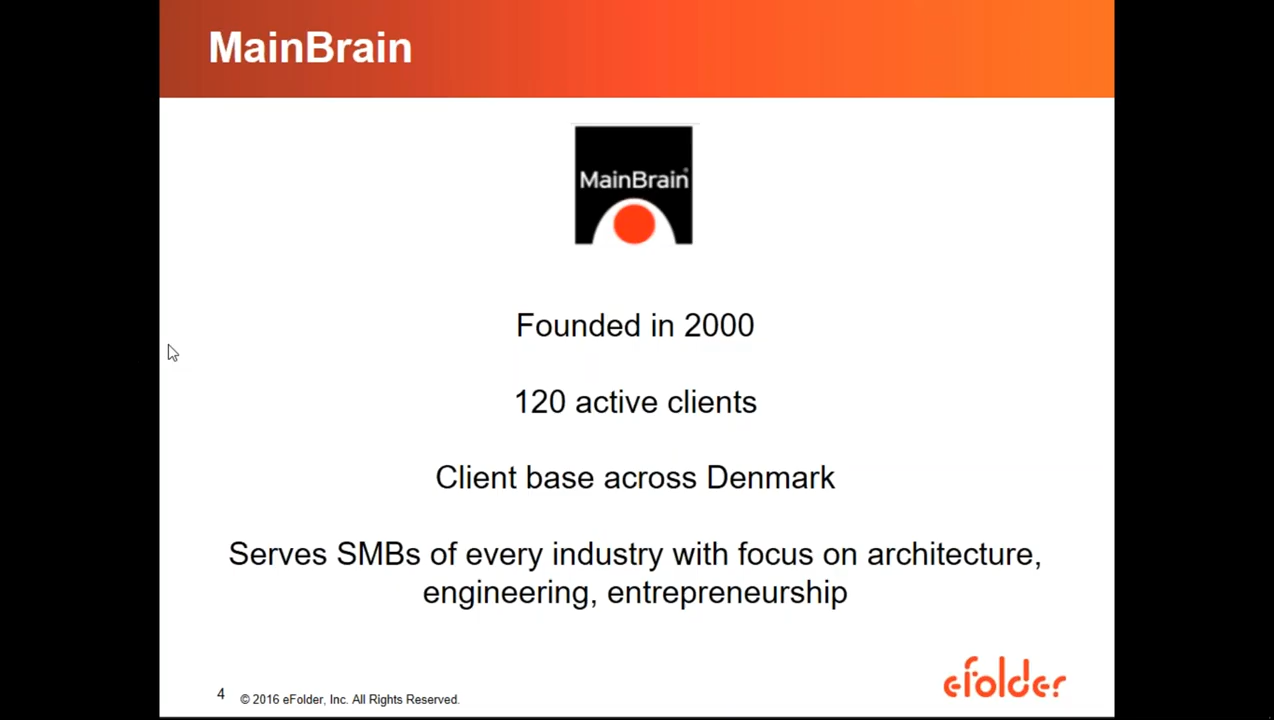 MainBrain
MainBrain®
Founded in 2000
120 active clients
Client base across Denmark
Serves SMBs of every industry with focus on architecture,
engineering, entrepreneurship
4
© 2016 eFolder, Inc. All Rights Reserved.
eFolder